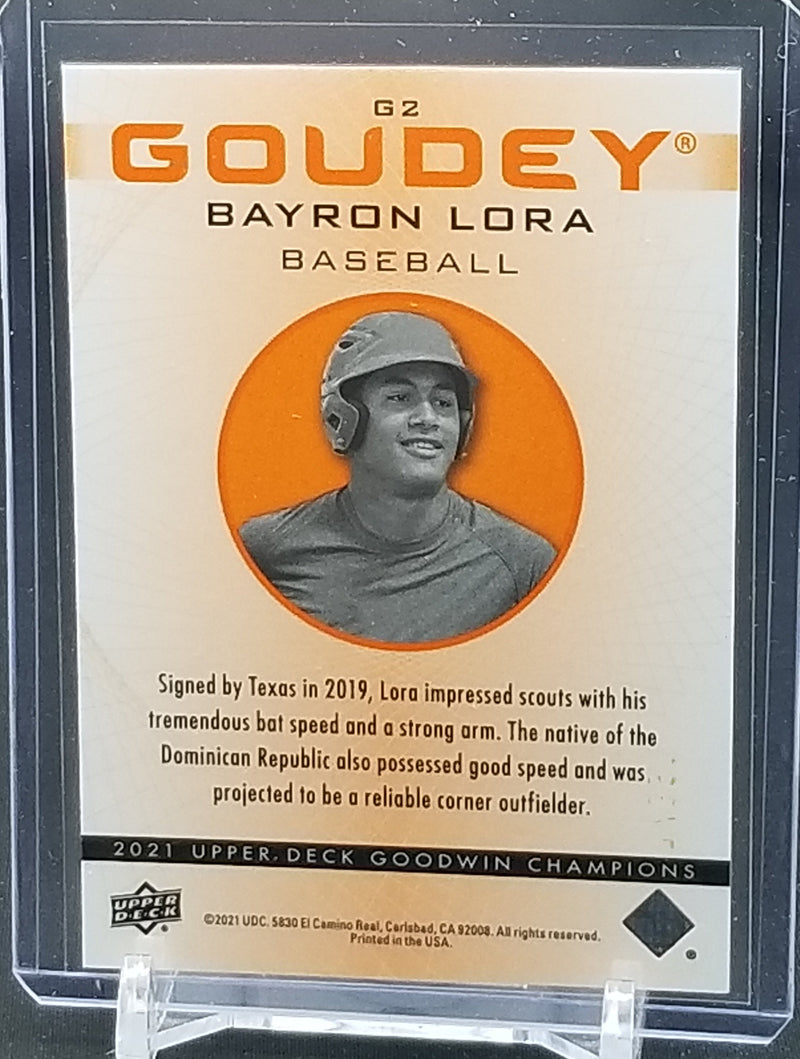 G2
GOUDEY®
BAYRON LORA
BASEBALL
Signed by Texas in 2019, Lora impressed scouts with his
tremendous bat speed and a strong arm. The native of the
Dominican Republic also possessed good speed and was
projected to be a reliable corner outfielder.
2021 UPPER DECK GOODWIN CHAMPIONS
UPPER
D·E·C·K
®
©2021 UDC. 5830 El Camino Real, Carlsbad, CA 92008. All rights reserved.
Printed in the USA.
®